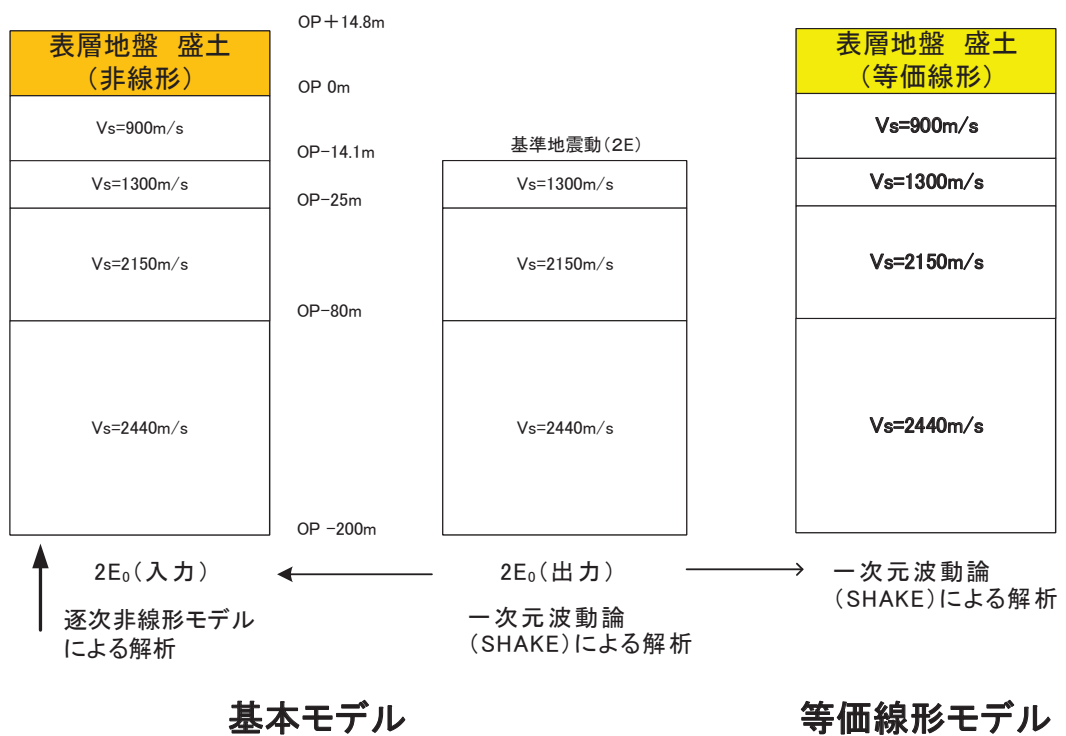 表層地盤 盛土
(非線形)
Vs=900m/s
Vs=1300m/s
Vs=2150m/s
Vs=2440m/s
OP+14.8m
OP 0m
OP-14.1m
OP-25m
OP-80m
OP -200m
基準地震動(2E)
Vs=1300m/s
Vs=2150m/s
Vs=2440m/s
表層地盤 盛土
(等価線形)
Vs=900m/s
Vs=1300m/s
Vs=2150m/s
Vs=2440m/s
2E₀(入力)
逐次非線形モデル
による解析
2E₀(出力)
一次元波動論
(SHAKE)による解析
一次元波動論
(SHAKE)による解析
基本モデル
等価線形モデル